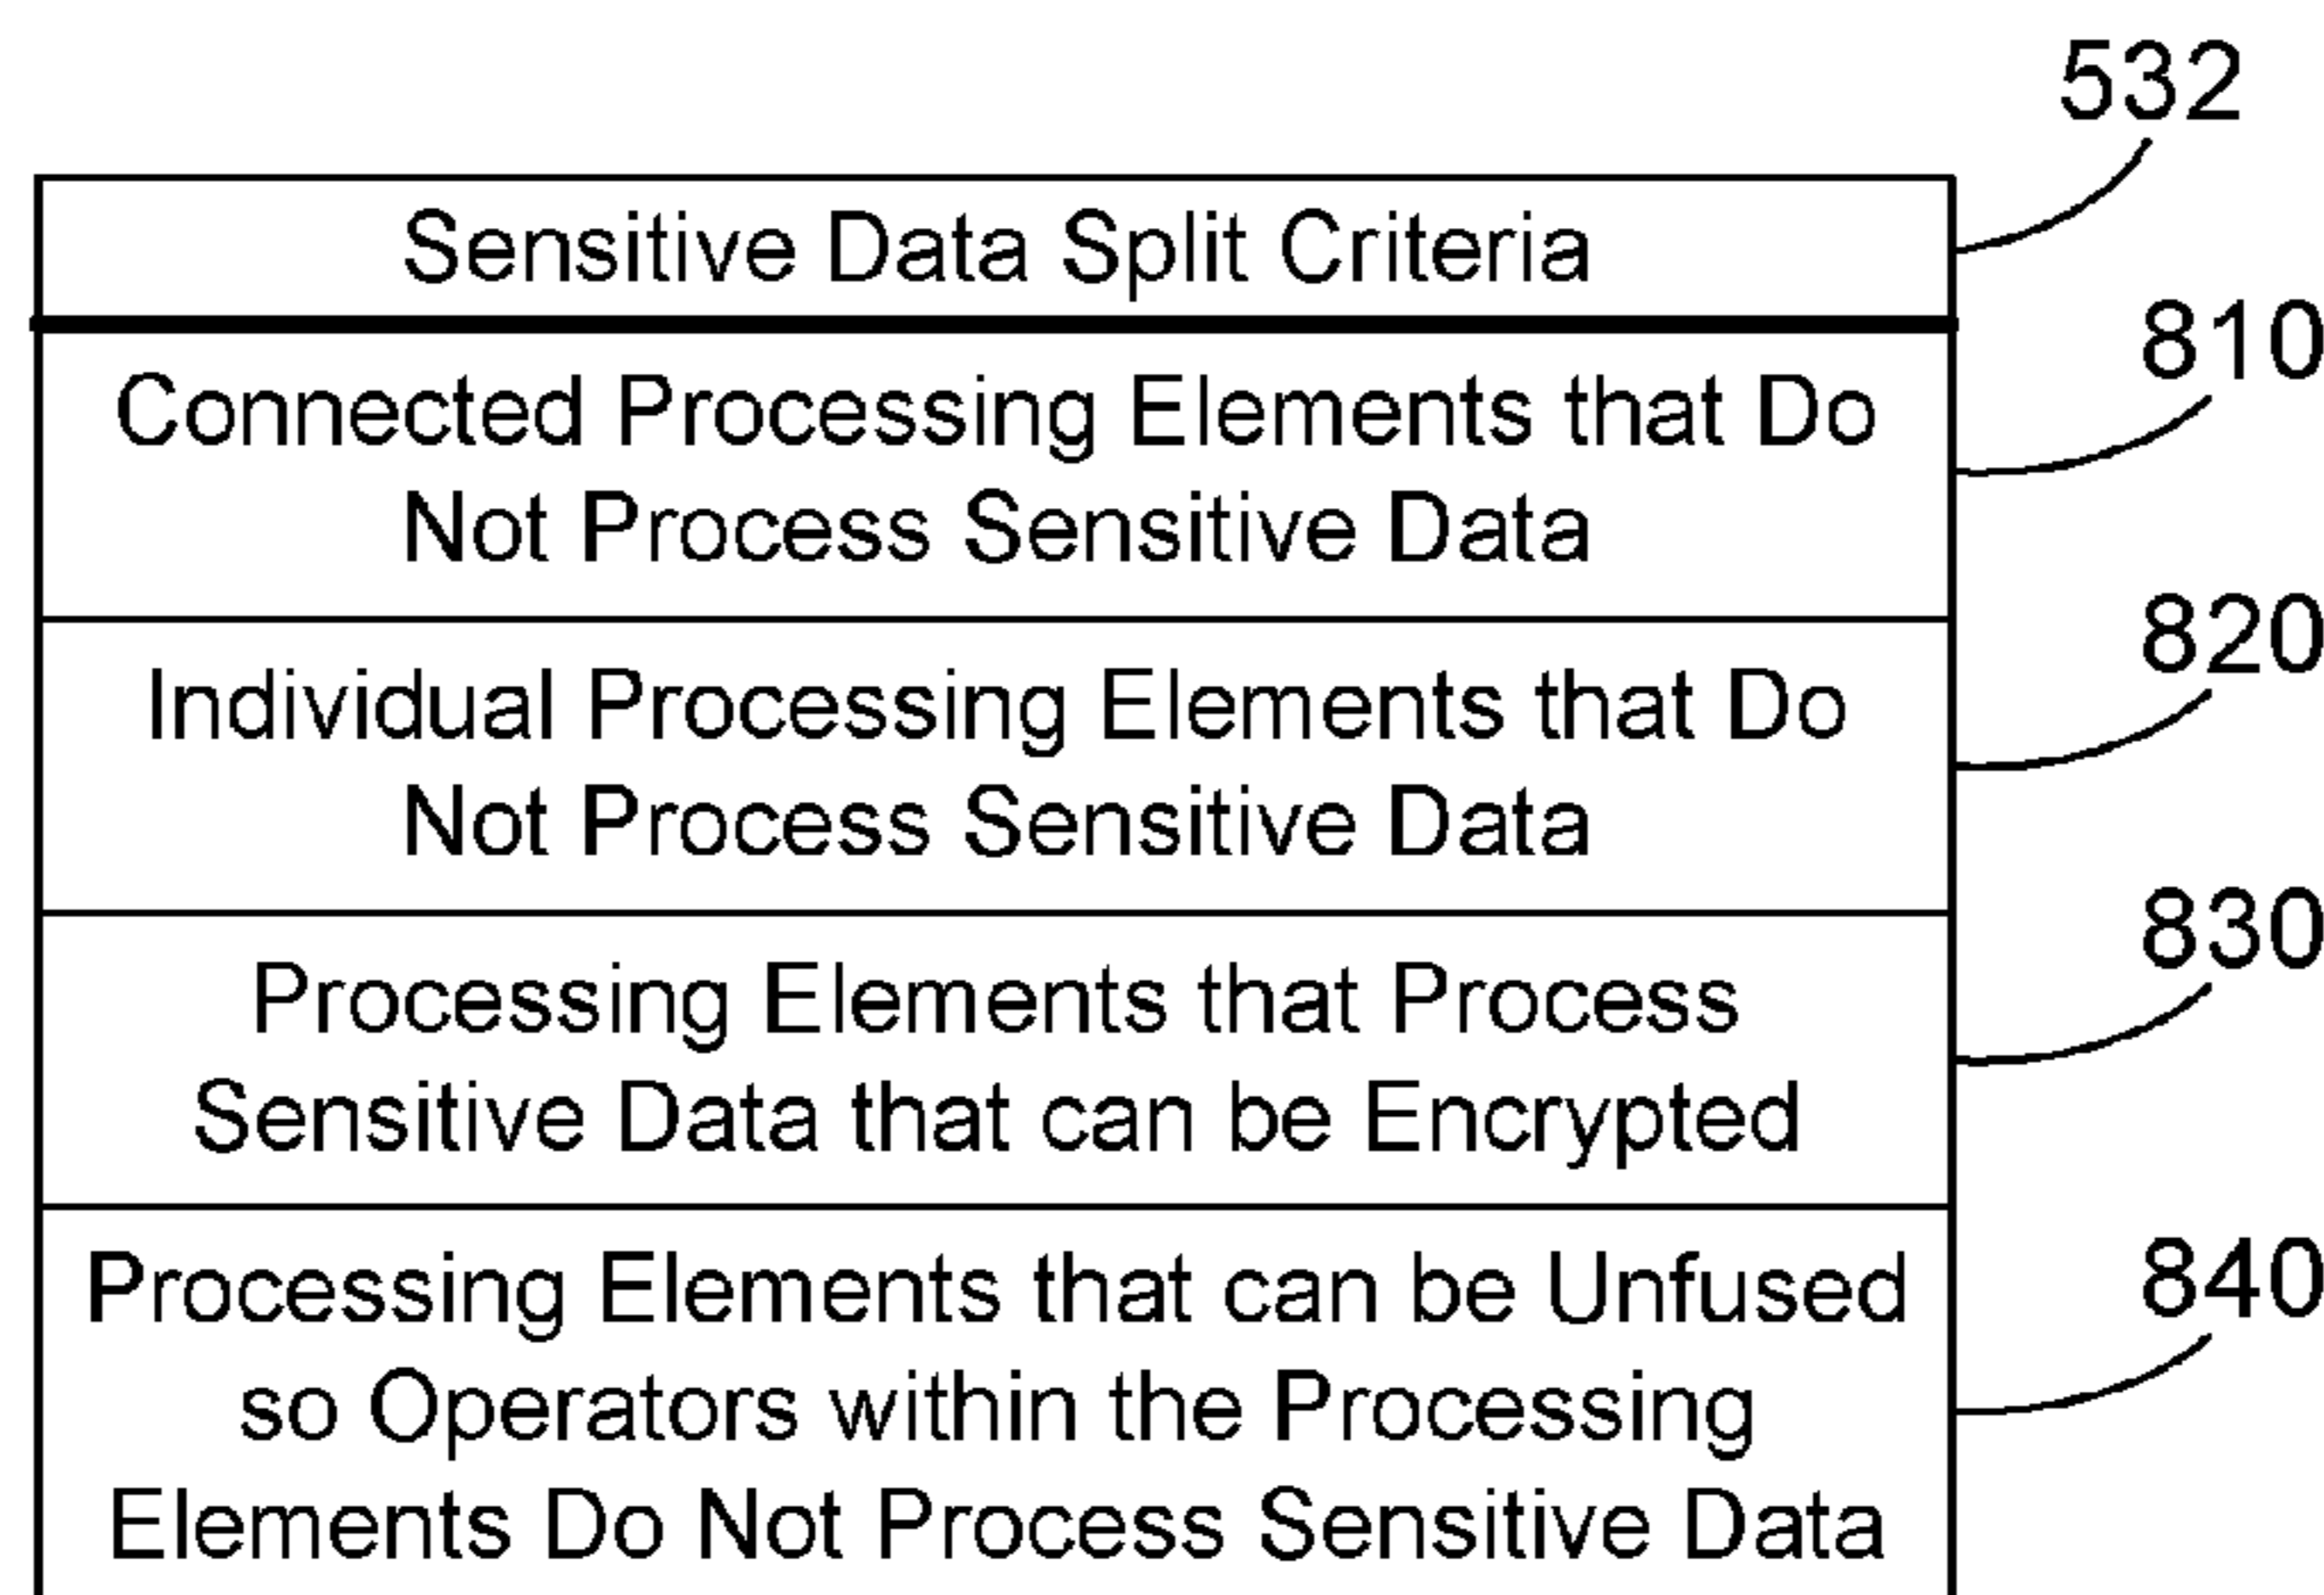 532
Sensitive Data Split Criteria
810
Connected Processing Elements that Do
Not Process Sensitive Data
820
Individual Processing Elements that Do
Not Process Sensitive Data
830
Processing Elements that Process
Sensitive Data that can be Encrypted
840
Processing Elements that can be Unfused
so Operators within the Processing
Elements Do Not Process Sensitive Data